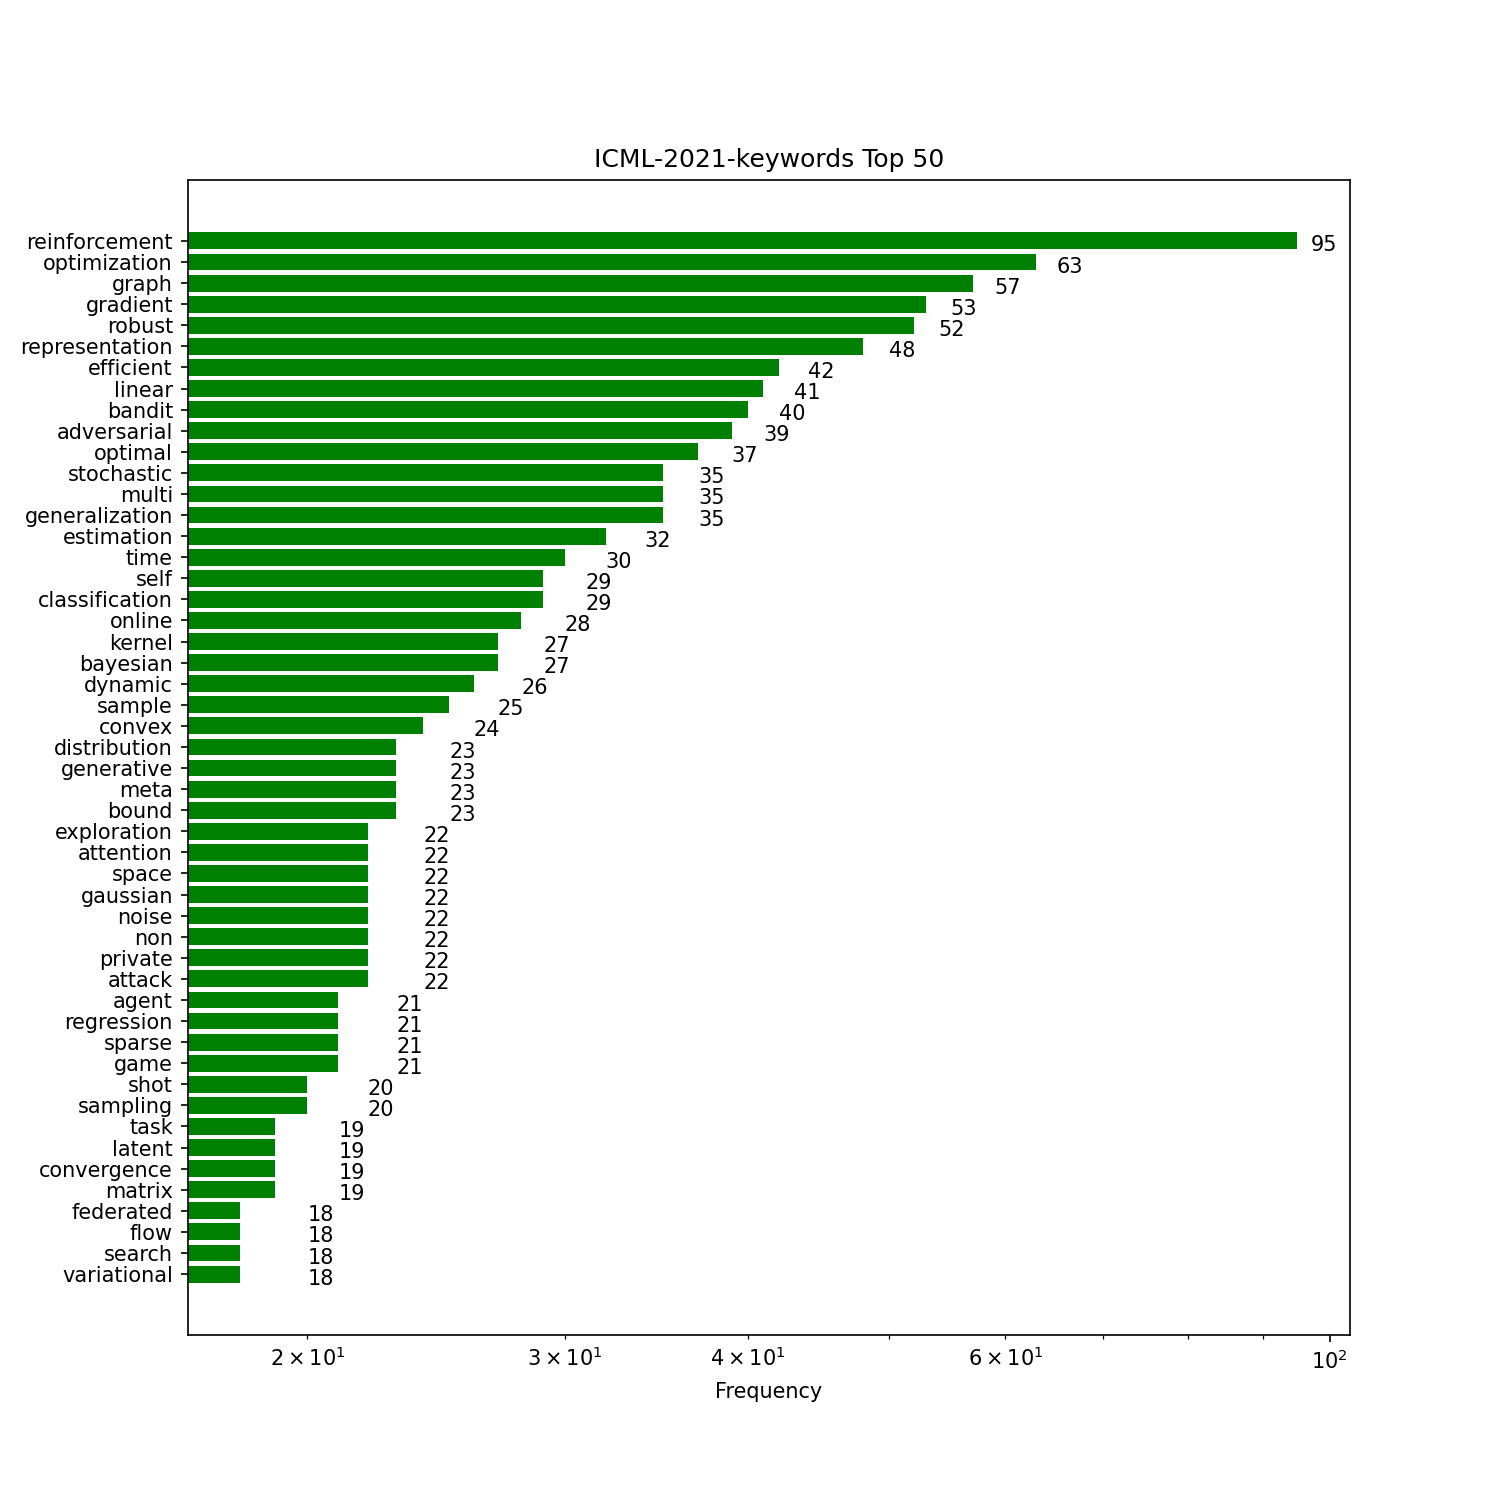 ICML-2021-keywords Top 50
reinforcement 95
optimization 63
graph 57
gradient 53
robust 52
representation 48
efficient 42
linear 41
bandit 40
adversarial 39
optimal 37
stochastic 35
multi 35
generalization 35
estimation 32
time 30
self 29
classification 29
online 28
kernel 27
bayesian 27
dynamic 26
sample 25
convex 24
distribution 23
generative 23
meta 23
bound 23
exploration 22
attention 22
space 22
gaussian 22
noise 22
non 22
private 22
attack 22
agent 21
regression 21
sparse 21
game 21
shot 20
sampling 20
task 19
latent 19
convergence 19
matrix 19
federated 18
flow 18
search 18
variational 18
2 × 10¹ 3 × 10¹ 4 × 10¹ 6 × 10¹ 10²
Frequency